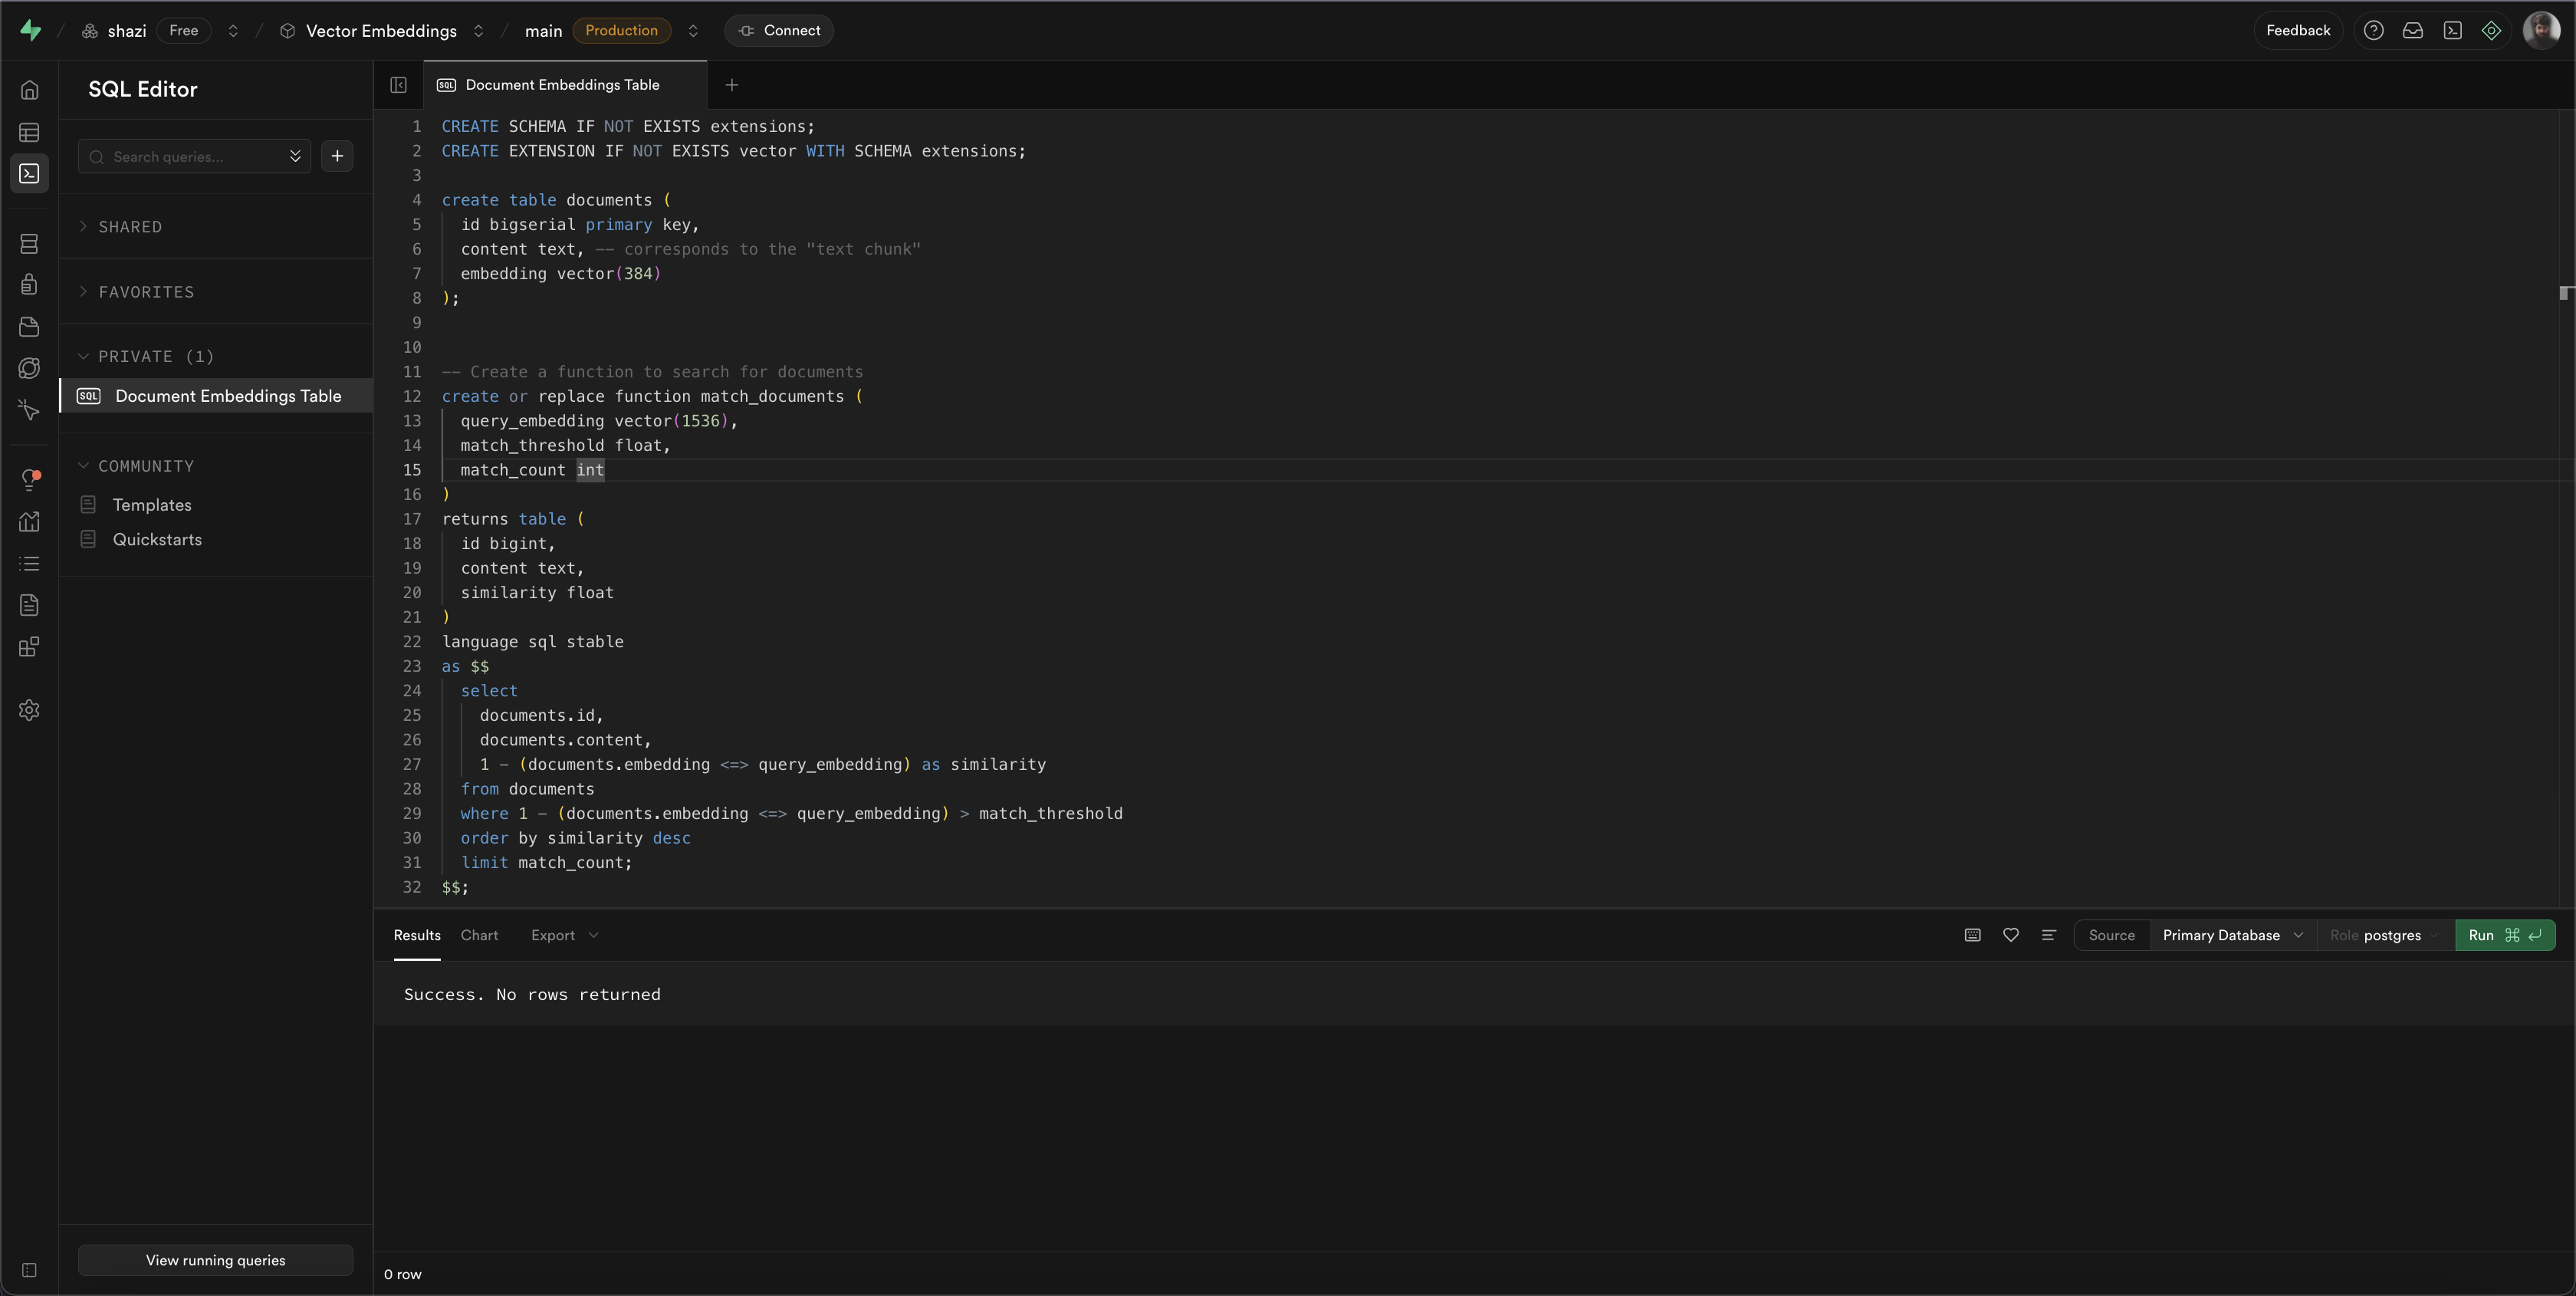 shazi Free Vector Embeddings main Production Connect Feedback
SQL Editor
Search queries...
SHARED
FAVORITES
PRIVATE (1)
SQL Document Embeddings Table
COMMUNITY
Templates
Quickstarts
View running queries
SQL Document Embeddings Table
1 CREATE SCHEMA IF NOT EXISTS extensions;
2 CREATE EXTENSION IF NOT EXISTS vector WITH SCHEMA extensions;
3
4 create table documents (
5 id bigserial primary key,
6 content text, -- corresponds to the "text chunk"
7 embedding vector(384)
8 );
9
10
11 -- Create a function to search for documents
12 create or replace function match_documents (
13 query_embedding vector(1536),
14 match_threshold float,
15 match_count int
16 )
17 returns table (
18 id bigint,
19 content text,
20 similarity float
21 )
22 language sql stable
23 as $$
24 select
25 documents.id,
26 documents.content,
27 1 - (documents.embedding <=> query_embedding) as similarity
28 from documents
29 where 1 - (documents.embedding <=> query_embedding) > match_threshold
30 order by similarity desc
31 limit match_count;
32 $$;
Results Chart Export Source Primary Database Role postgres Run ⌘ ↵
Success. No rows returned
0 row